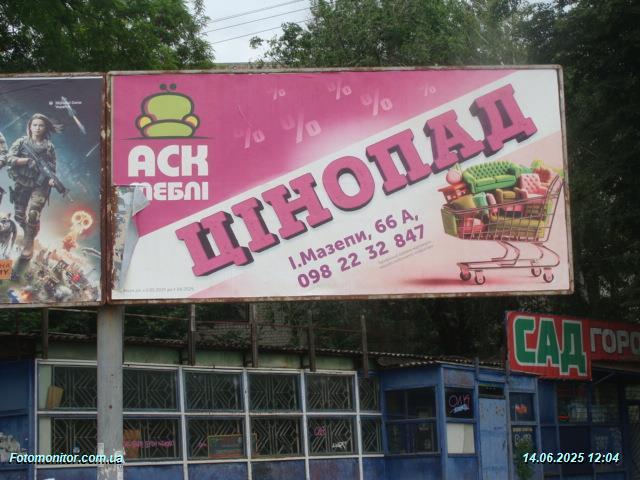 АСК
МЕБЛІ
% % % % % %
ЦІНОПАД
І.Мазепи, 66 А,
098 22 32 847
САД ГОРО
Fotomonitor.com.ua
14.06.2025 12:04